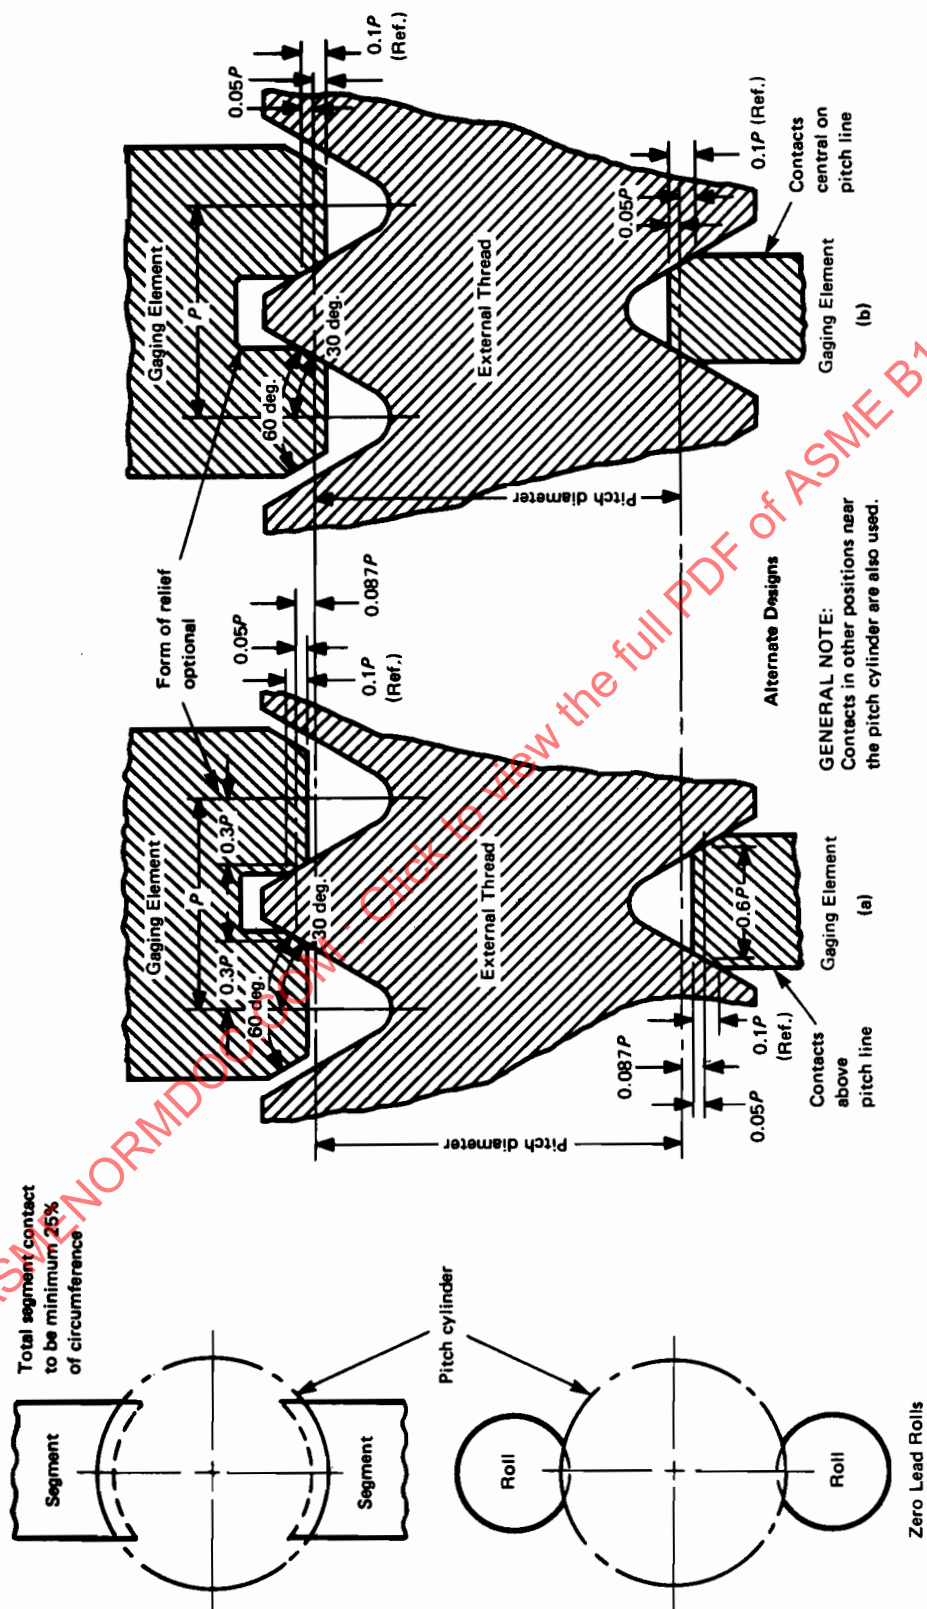 Total segment contact
to be minimum 25%
of circumference
Segment
Segment
Pitch cylinder
Roll
Roll
Zero Lead Rolls
Form of relief
optional
Gaging Element
P
0.3P
0.3P
60 deg.
30 deg.
0.05P
0.087P
0.1P
(Ref.)
External Thread
Pitch diameter
0.087P
0.05P
0.1P
(Ref.)
0.6P
Contacts
above
pitch line
Gaging Element
(a)
Gaging Element
P
60 deg.
30 deg.
0.05P
0.1P
(Ref.)
External Thread
Pitch diameter
0.05P
0.1P (Ref.)
Contacts
central on
pitch line
Gaging Element
(b)
Alternate Designs
GENERAL NOTE:
Contacts in other positions near
the pitch cylinder are also used.
ASMENORMDOC.COM : Click to view the full PDF of ASME B1